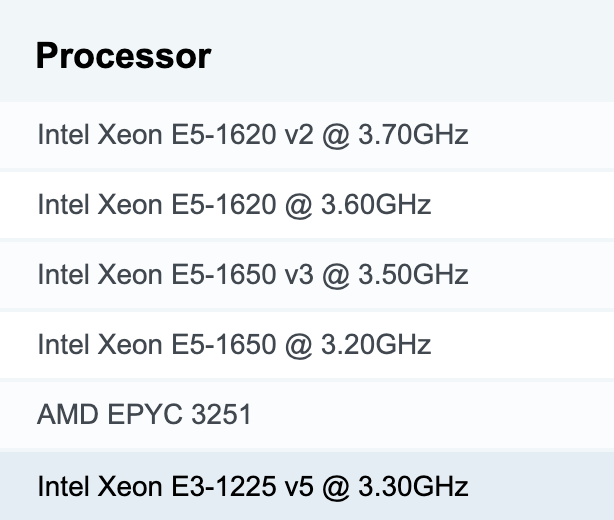 Processor
Intel Xeon E5-1620 v2 @ 3.70GHz
Intel Xeon E5-1620 @ 3.60GHz
Intel Xeon E5-1650 v3 @ 3.50GHz
Intel Xeon E5-1650 @ 3.20GHz
AMD EPYC 3251
Intel Xeon E3-1225 v5 @ 3.30GHz